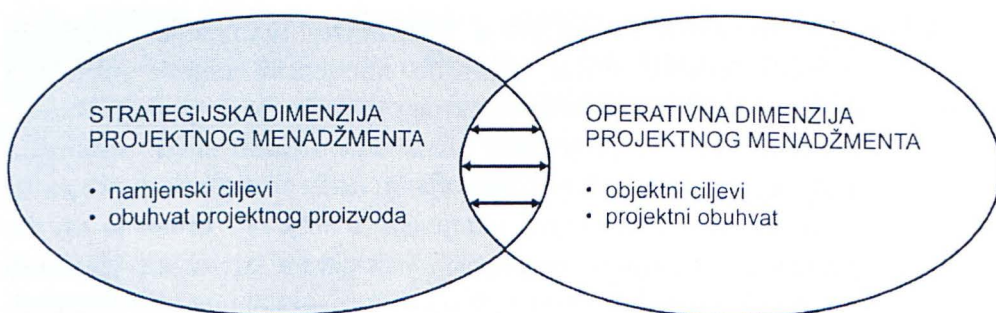 STRATEGIJSKA DIMENZIJA
PROJEKTNOG MENADŽMENTA
• namjenski ciljevi
• obuhvat projektnog proizvoda
OPERATIVNA DIMENZIJA
PROJEKTNOG MENADŽMENTA
• objektni ciljevi
• projektni obuhvat